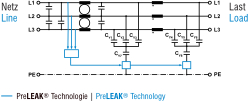 Netz
Line
L1
L2
L3
PE
L1
L2
L3
PE
Last
Load
PreLEAK® Technologie | PreLEAK® Technology